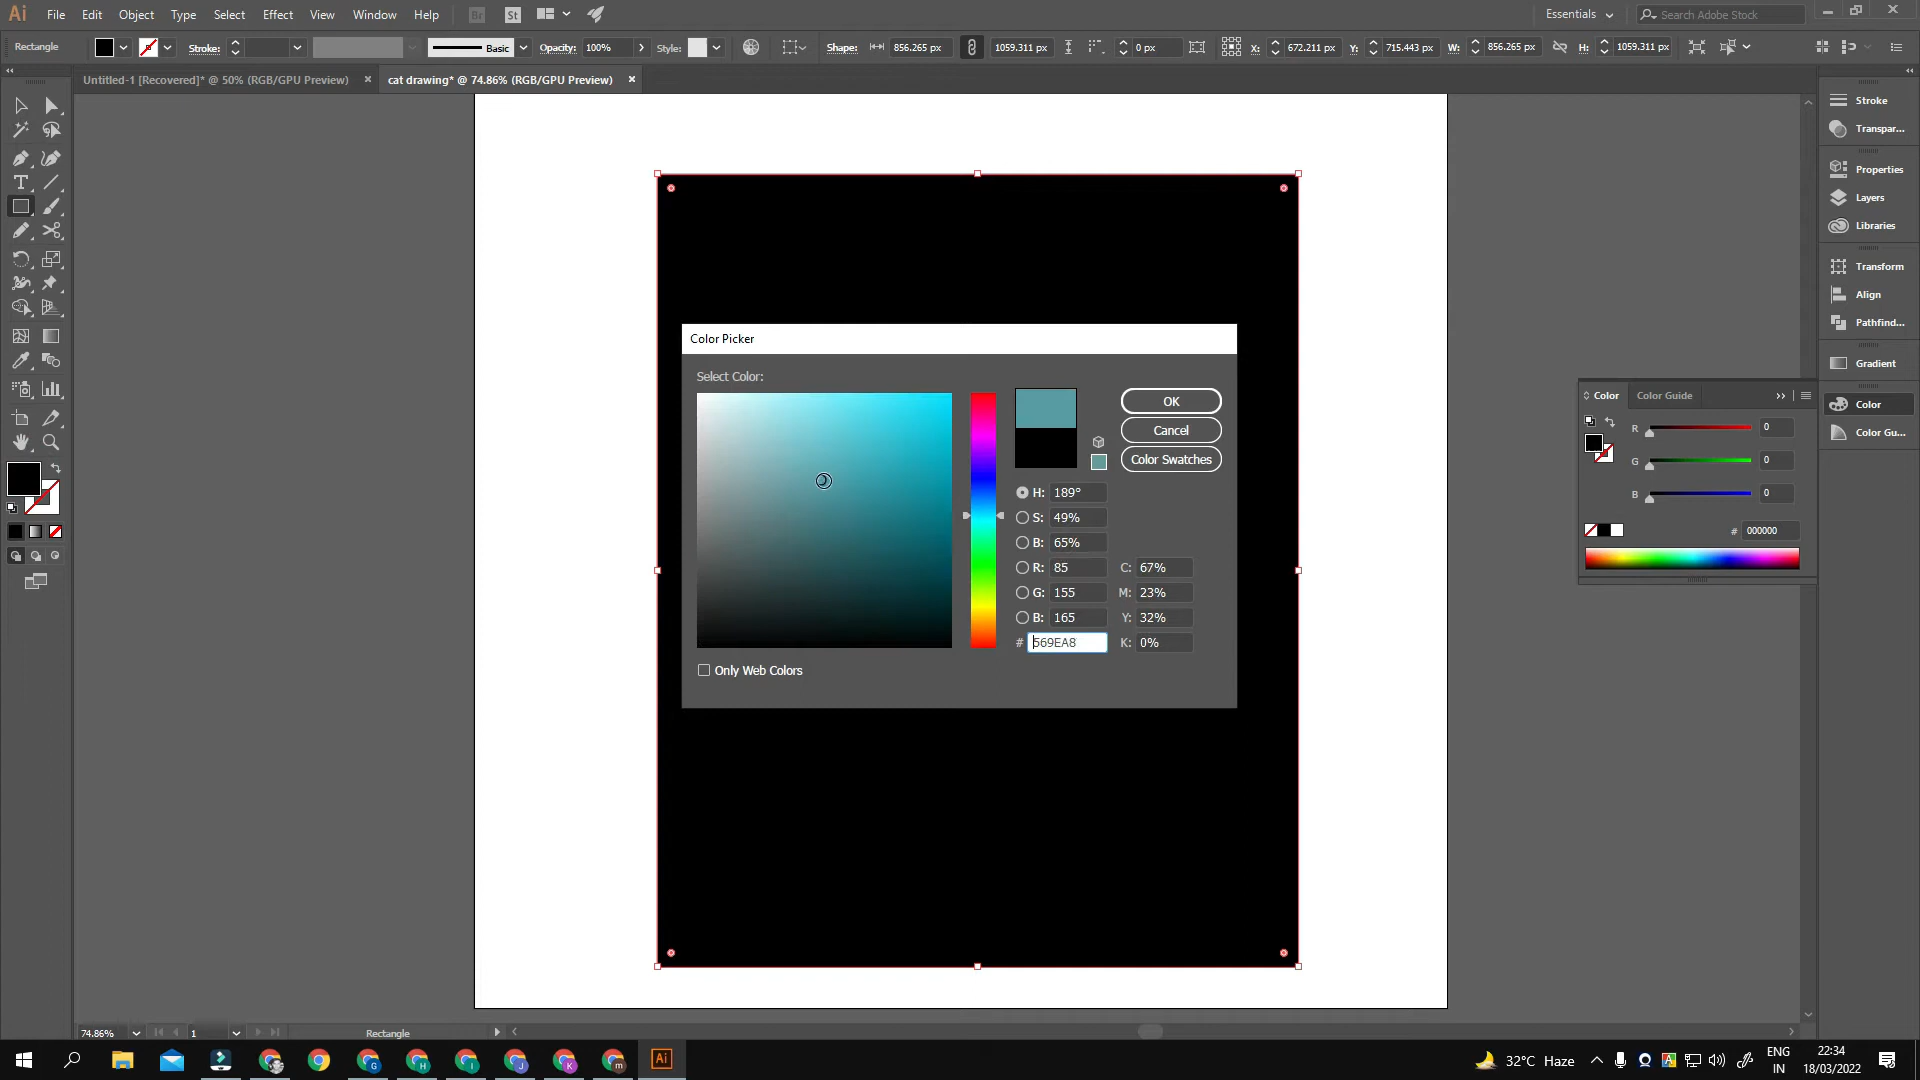 Ai File Edit Object Type Select Effect View Window Help Br St Essentials Search Adobe Stock
Rectangle Stroke: Basic Opacity: 100% Style: Shape: 856.265 px 1059.311 px 0 px X: 672.211 px Y: 715.443 px W: 856.265 px H: 1059.311 px
Untitled-1 [Recovered]* @ 50% (RGB/GPU Preview) cat drawing* @ 74.86% (RGB/GPU Preview)
Stroke
Transpar...
Properties
Layers
Libraries
Transform
Align
Pathfind...
Gradient
Color
Color Gu...
Color Picker
Select Color:
OK
Cancel
Color Swatches
H: 189°
S: 49%
B: 65%
R: 85 C: 67%
G: 155 M: 23%
B: 165 Y: 32%
# 569EA8 K: 0%
Only Web Colors
Color Color Guide
R 0
G 0
B 0
# 000000
74.86% 1 Rectangle
Ai 32°C Haze ENG 22:34
IN 18/03/2022